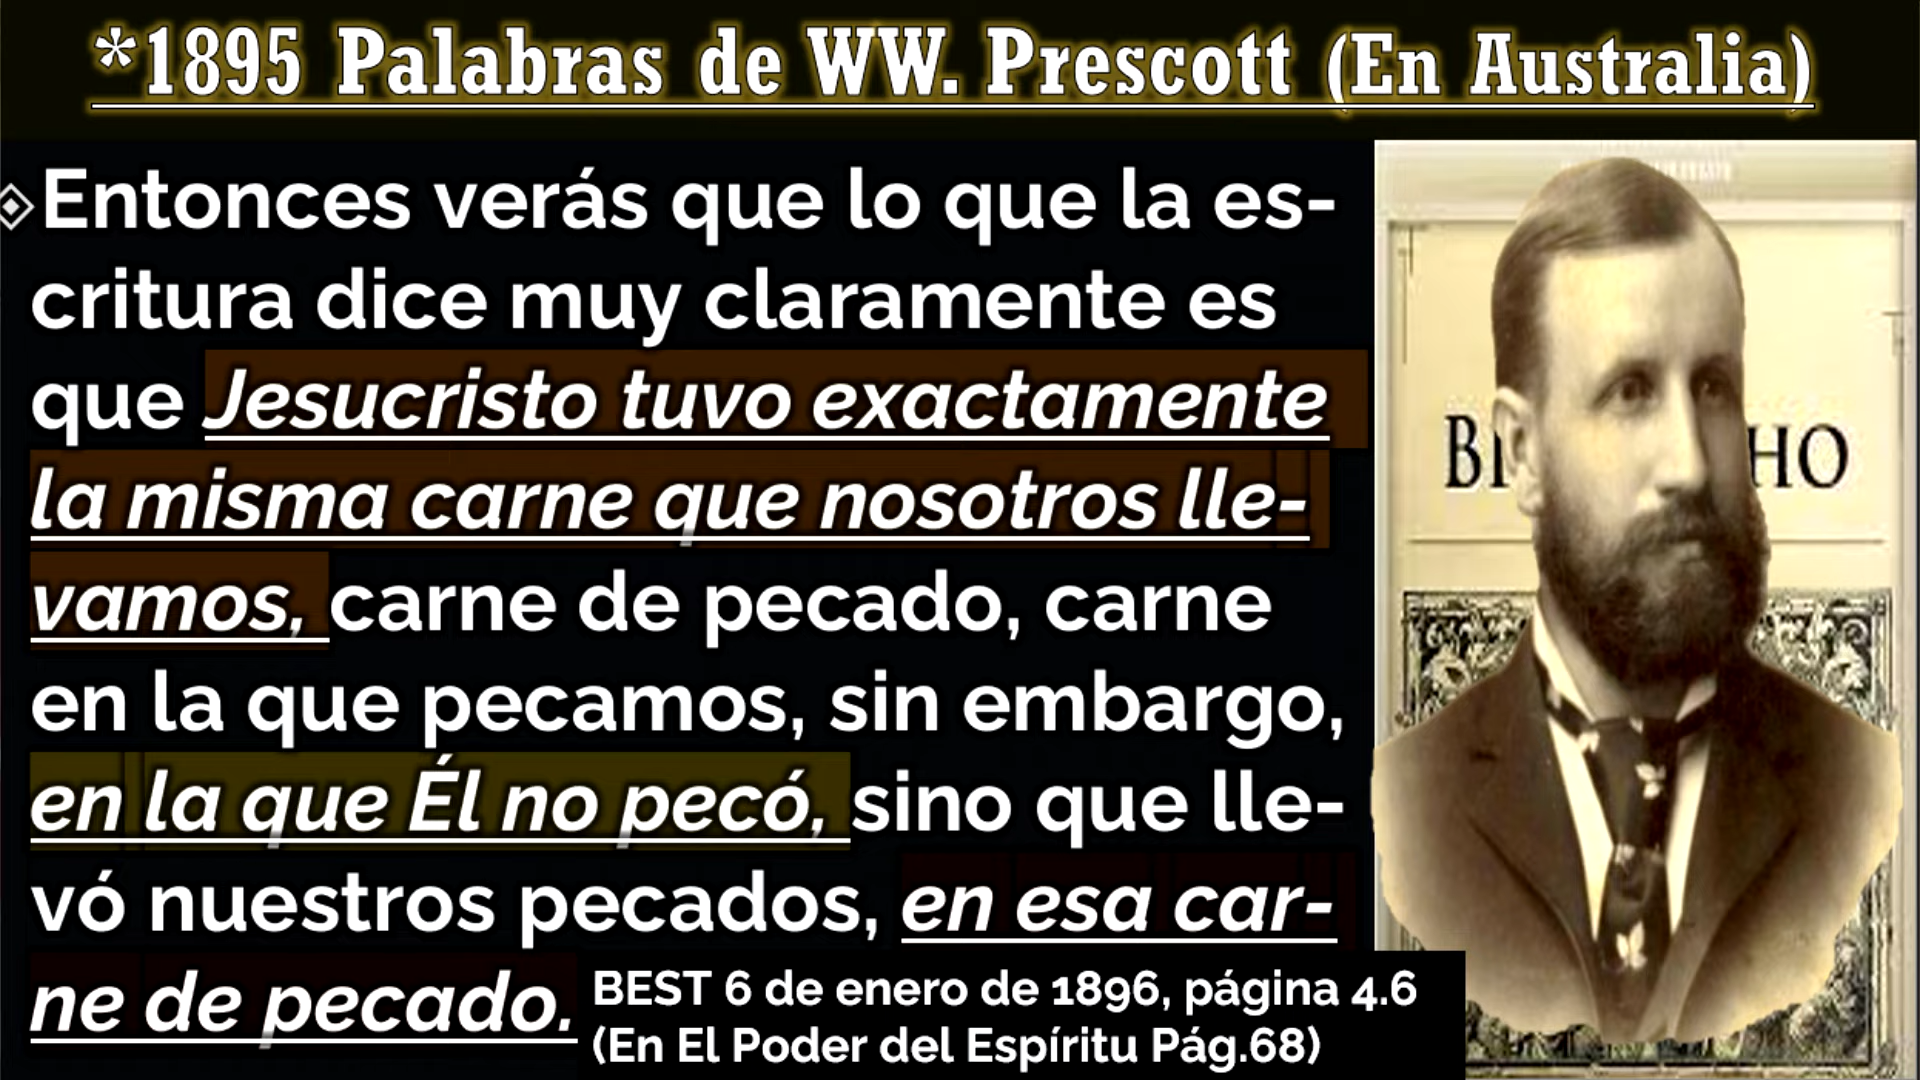 *1895 Palabras de WW. Prescott (En Australia)
Entonces verás que lo que la es-
critura dice muy claramente es
que Jesucristo tuvo exactamente
la misma carne que nosotros lle-
vamos, carne de pecado, carne
en la que pecamos, sin embargo,
en la que Él no pecó, sino que lle-
vó nuestros pecados, en esa car-
ne de pecado.
BEST 6 de enero de 1896, página 4.6
(En El Poder del Espíritu Pág.68)
HO